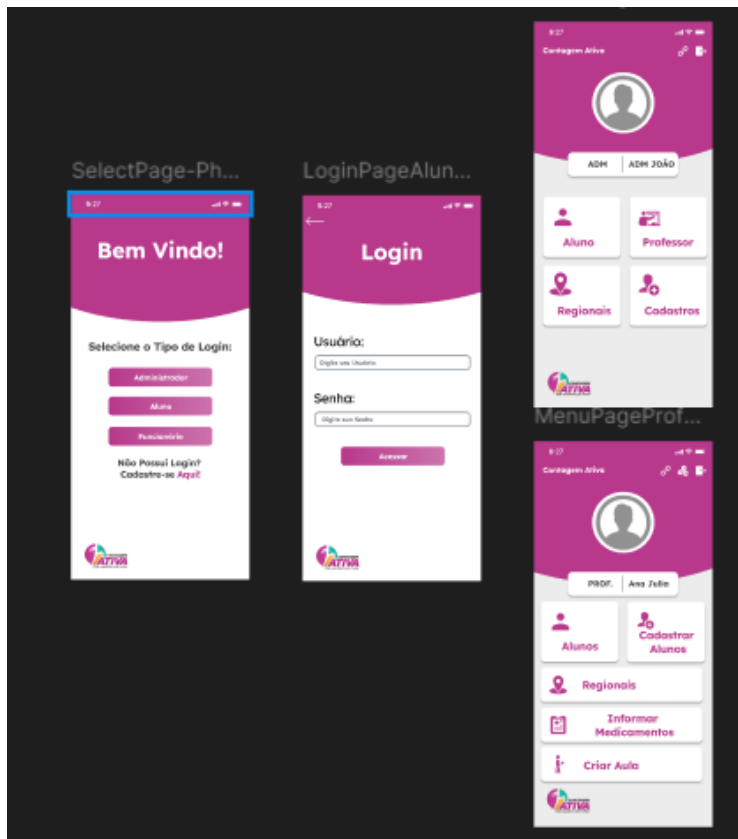 SelectPage-Ph...
9:27
Bem Vindo!
Selecione o Tipo de Login:
Administrador
Aluno
Funcionário
Não Possui Login?
Cadastre-se Aqui!
ATIVA
LoginPageAlun...
9:27
Login
Usuário:
Digite seu Usuário
Senha:
Digite sua Senha
Acessar
ATIVA
9:27
Contagem Ativa
ADM
ADM JOÃO
Aluno
Professor
Regionais
Cadastros
ATIVA
MenuPageProf...
9:27
Contagem Ativa
PROF.
Ana Julia
Alunos
Cadastrar
Alunos
Regionais
Informar
Medicamentos
Criar Aula
ATIVA